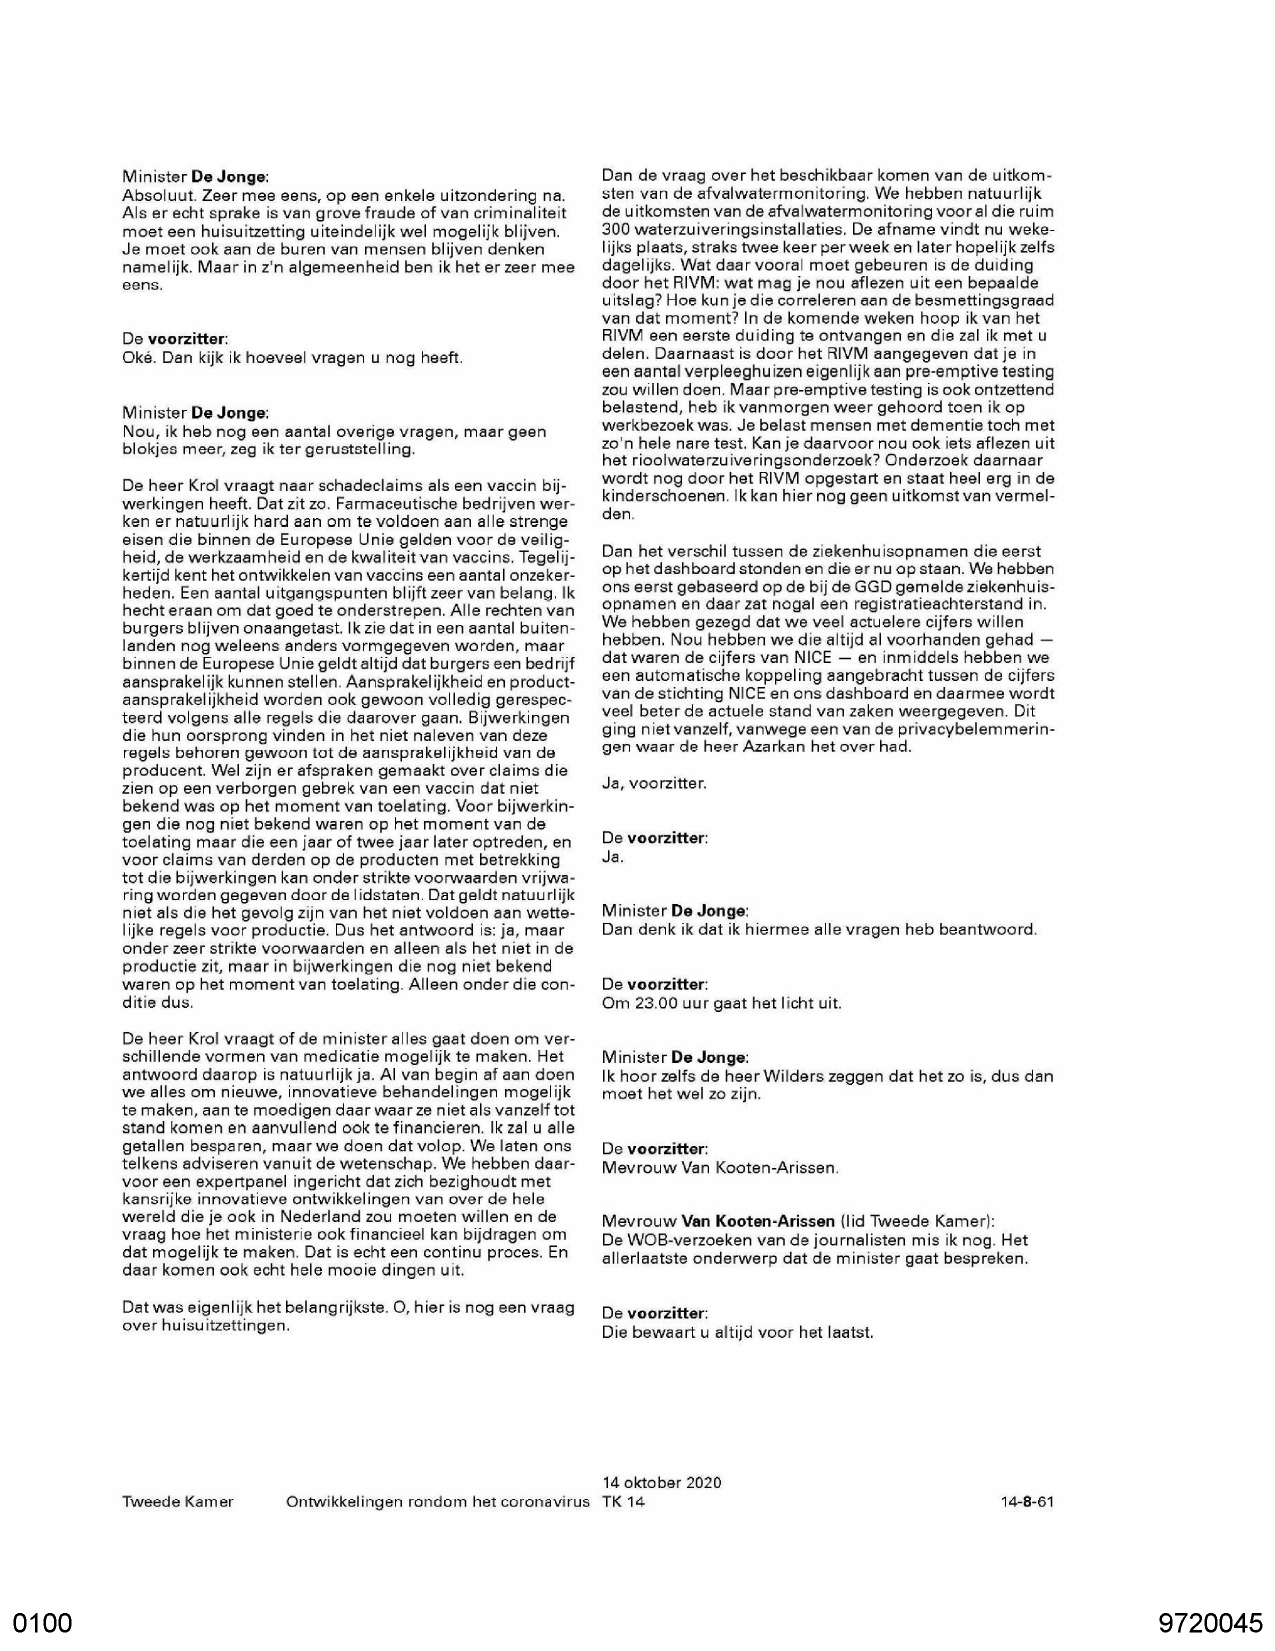 Minister De Jonge:
Absoluut. Zeer mee eens, op een enkele uitzondering na.
Als er echt sprake is van grove fraude of van criminaliteit
moet een huisuitzetting uiteindelijk wel mogelijk blijven.
Je moet ook aan de buren van mensen blijven denken
namelijk. Maar in z'n algemeenheid ben ik het er zeer mee
eens.
De voorzitter:
Oké. Dan kijk ik hoeveel vragen u nog heeft.
Minister De Jonge:
Nou, ik heb nog een aantal overige vragen, maar geen
blokjes meer, zeg ik ter geruststelling.
De heer Krol vraagt naar schadeclaims als een vaccin bij-
werkingen heeft. Dat zit zo. Farmaceutische bedrijven wer-
ken er natuurlijk hard aan om te voldoen aan alle strenge
eisen die binnen de Europese Unie gelden voor de veilig-
heid, de werkzaamheid en de kwaliteit van vaccins. Tegelij-
kertijd kent het ontwikkelen van vaccins een aantal onzeker-
heden. Een aantal uitgangspunten blijft zeer van belang. Ik
hecht eraan om dat goed te onderstrepen. Alle rechten van
burgers blijven onaangetast. Ik zie dat in een aantal buiten-
landen nog weleens anders vormgegeven worden, maar
binnen de Europese Unie geldt altijd dat burgers een bedrijf
aansprakelijk kunnen stellen. Aansprakelijkheid en product-
aansprakelijkheid worden ook gewoon volledig gerespec-
teerd volgens alle regels die daarover gaan. Bijwerkingen
die hun oorsprong vinden in het niet naleven van deze
regels behoren gewoon tot de aansprakelijkheid van de
producent. Wel zijn er afspraken gemaakt over claims die
zien op een verborgen gebrek van een vaccin dat niet
bekend was op het moment van toelating. Voor bijwerkin-
gen die nog niet bekend waren op het moment van de
toelating maar die een jaar of twee jaar later optreden, en
voor claims van derden op de producten met betrekking
tot die bijwerkingen kan onder strikte voorwaarden vrijwa-
ring worden gegeven door de lidstaten. Dat geldt natuurlijk
niet als die het gevolg zijn van het niet voldoen aan wette-
lijke regels voor productie. Dus het antwoord is: ja, maar
onder zeer strikte voorwaarden en alleen als het niet in de
productie zit, maar in bijwerkingen die nog niet bekend
waren op het moment van toelating. Alleen onder die con-
ditie dus.
De heer Krol vraagt of de minister alles gaat doen om ver-
schillende vormen van medicatie mogelijk te maken. Het
antwoord daarop is natuurlijk ja. Al van begin af aan doen
we alles om nieuwe, innovatieve behandelingen mogelijk
te maken, aan te moedigen daar waar ze niet als vanzelf tot
stand komen en aanvullend ook te financieren. Ik zal u alle
getallen besparen, maar we doen dat volop. We laten ons
telkens adviseren vanuit de wetenschap. We hebben daar-
voor een expertpanel ingericht dat zich bezighoudt met
kansrijke innovatieve ontwikkelingen van over de hele
wereld die je ook in Nederland zou moeten willen en de
vraag hoe het ministerie ook financieel kan bijdragen om
dat mogelijk te maken. Dat is echt een continu proces. En
daar komen ook echt hele mooie dingen uit.
Dat was eigenlijk het belangrijkste. O, hier is nog een vraag
over huisuitzettingen.
Dan de vraag over het beschikbaar komen van de uitkom-
sten van de afvalwatermonitoring. We hebben natuurlijk
de uitkomsten van de afvalwatermonitoring voor al die ruim
300 waterzuiveringsinstallaties. De afname vindt nu weke-
lijks plaats, straks twee keer per week en later hopelijk zelfs
dagelijks. Wat daar vooral moet gebeuren is de duiding
door het RIVM: wat mag je nou aflezen uit een bepaalde
uitslag? Hoe kun je die correleren aan de besmettingsgraad
van dat moment? In de komende weken hoop ik van het
RIVM een eerste duiding te ontvangen en die zal ik met u
delen. Daarnaast is door het RIVM aangegeven dat je in
een aantal verpleeghuizen eigenlijk aan pre-emptive testing
zou willen doen. Maar pre-emptive testing is ook ontzettend
belastend, heb ik vanmorgen weer gehoord toen ik op
werkbezoek was. Je belast mensen met dementie toch met
zo'n hele nare test. Kan je daarvoor nou ook iets aflezen uit
het rioolwaterzuiveringsonderzoek? Onderzoek daarnaar
wordt nog door het RIVM opgestart en staat heel erg in de
kinderschoenen. Ik kan hier nog geen uitkomst van vermel-
den.
Dan het verschil tussen de ziekenhuisopnamen die eerst
op het dashboard stonden en die er nu op staan. We hebben
ons eerst gebaseerd op de bij de GGD gemelde ziekenhuis-
opnamen en daar zat nogal een registratieachterstand in.
We hebben gezegd dat we veel actuelere cijfers willen
hebben. Nou hebben we die altijd al voorhanden gehad —
dat waren de cijfers van NICE — en inmiddels hebben we
een automatische koppeling aangebracht tussen de cijfers
van de stichting NICE en ons dashboard en daarmee wordt
veel beter de actuele stand van zaken weergegeven. Dit
ging niet vanzelf, vanwege een van de privacybelemmerin-
gen waar de heer Azarkan het over had.
Ja, voorzitter.
De voorzitter:
Ja.
Minister De Jonge:
Dan denk ik dat ik hiermee alle vragen heb beantwoord.
De voorzitter:
Om 23.00 uur gaat het licht uit.
Minister De Jonge:
Ik hoor zelfs de heer Wilders zeggen dat het zo is, dus dan
moet het wel zo zijn.
De voorzitter:
Mevrouw Van Kooten-Arissen.
Mevrouw Van Kooten-Arissen (lid Tweede Kamer):
De WOB-verzoeken van de journalisten mis ik nog. Het
allerlaatste onderwerp dat de minister gaat bespreken.
De voorzitter:
Die bewaart u altijd voor het laatst.
14 oktober 2020
Tweede Kamer Ontwikkelingen rondom het coronavirus TK 14 14-8-61
0100 9720045